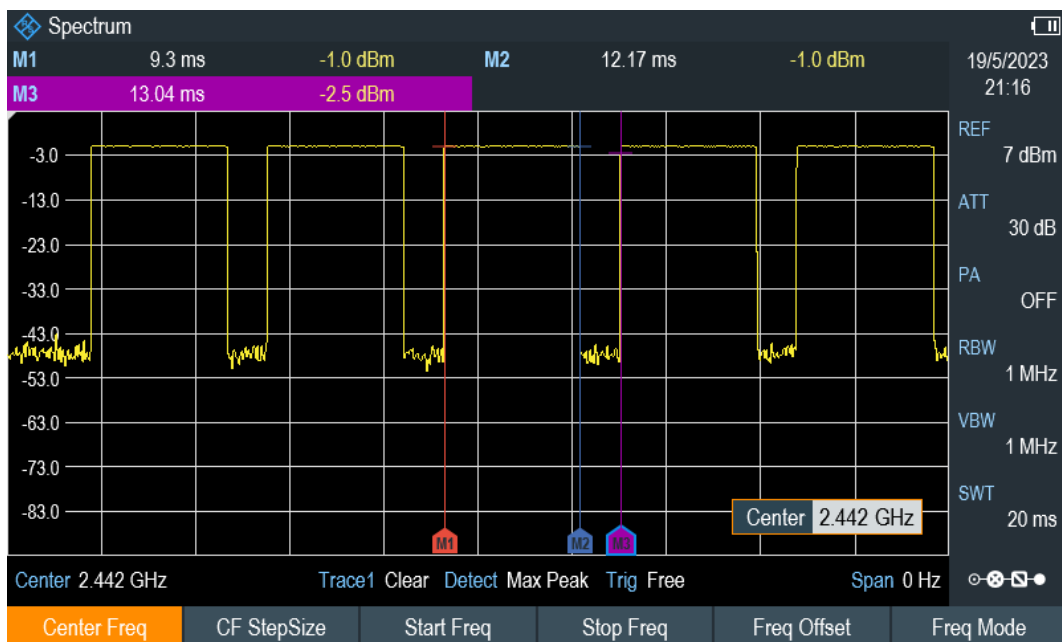 Spectrum
M1 9.3 ms -1.0 dBm M2 12.17 ms -1.0 dBm
M3 13.04 ms -2.5 dBm
19/5/2023
21:16
REF
7 dBm
ATT
30 dB
PA
OFF
RBW
1 MHz
VBW
1 MHz
SWT
20 ms
-3.0
-13.0
-23.0
-33.0
-43.0
-53.0
-63.0
-73.0
-83.0
Center 2.442 GHz
M1 M2 M3
Center 2.442 GHz Trace1 Clear Detect Max Peak Trig Free Span 0 Hz
Center Freq CF StepSize Start Freq Stop Freq Freq Offset Freq Mode